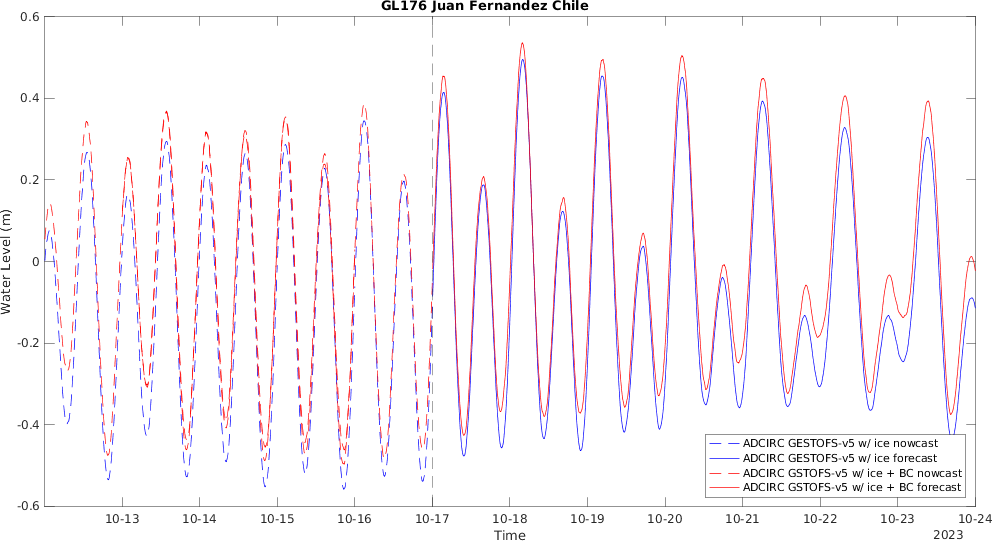 GL176 Juan Fernandez Chile
0.6
0.4
0.2
0
-0.2
-0.4
-0.6
Water Level (m)
ADCIRC GESTOFS-v5 w/ ice nowcast
ADCIRC GESTOFS-v5 w/ ice forecast
ADCIRC GSTOFS-v5 w/ ice + BC nowcast
ADCIRC GSTOFS-v5 w/ ice + BC forecast
10-13 10-14 10-15 10-16 10-17 10-18 10-19 10-20 10-21 10-22 10-23 10-24
Time
2023